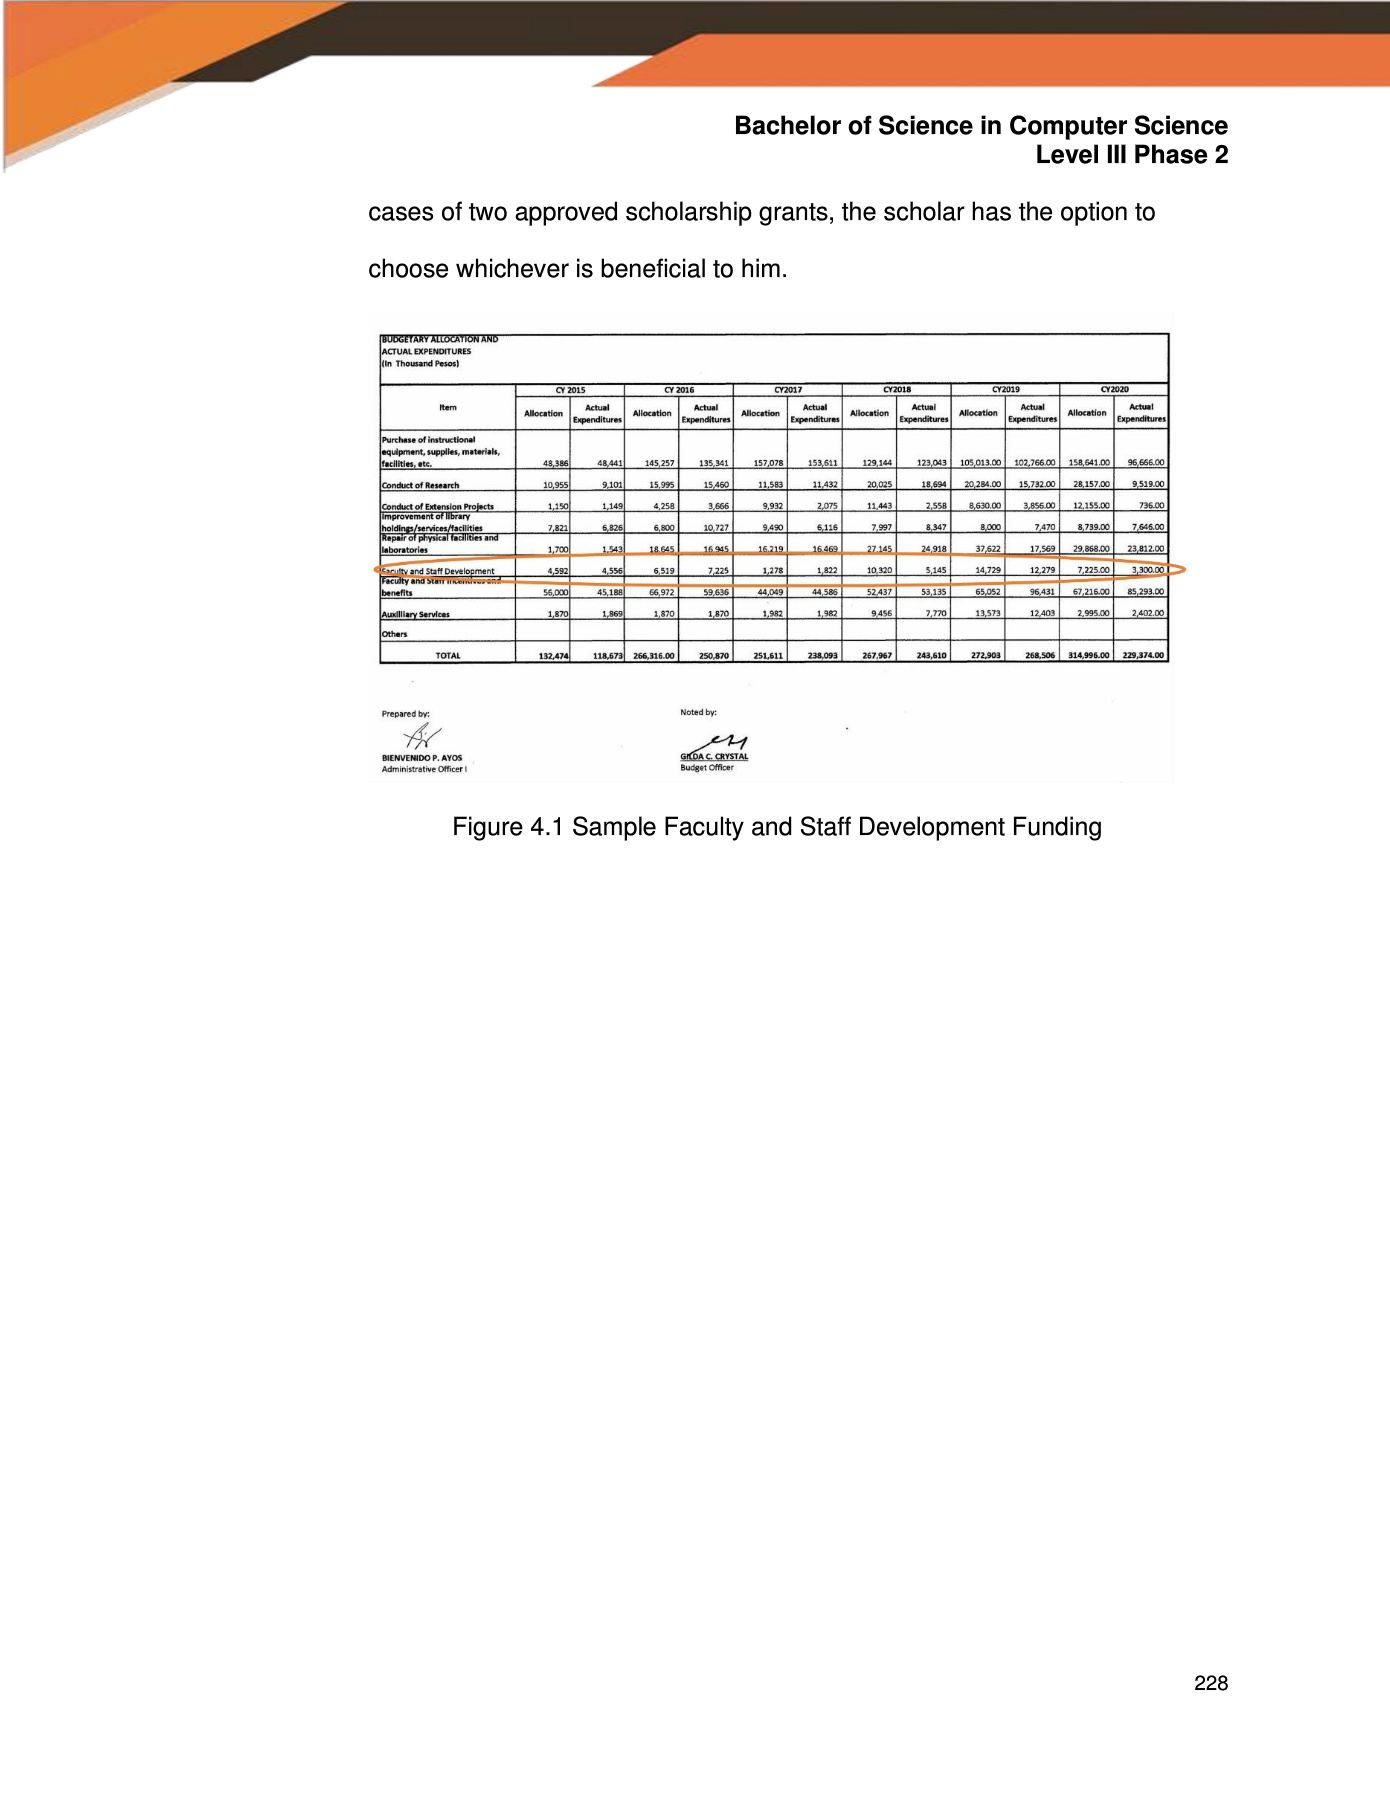 Bachelor of Science in Computer Science
Level III Phase 2
cases of two approved scholarship grants, the scholar has the option to
choose whichever is beneficial to him.
BUDGETARY ALLOCATION AND
ACTUAL EXPENDITURES
(In Thousand Pesos)
Item CY 2015 CY 2016 CY2017 CY2018 CY2019 CY2020
Allocation Actual Expenditures Allocation Actual Expenditures Allocation Actual Expenditures Allocation Actual Expenditures Allocation Actual Expenditures Allocation Actual Expenditures
Purchase of instructional
equipment, supplies, materials,
facilities, etc. 48,386 48,441 145,257 135,341 157,078 153,611 129,144 123,043 105,013.00 102,766.00 158,641.00 96,666.00
Conduct of Research 10,955 9,101 15,995 15,460 11,583 11,432 20,025 18,694 20,284.00 15,732.00 28,157.00 9,519.00
Conduct of Extension Projects 1,150 1,149 4,258 3,666 9,932 2,075 11,443 2,558 8,630.00 3,856.00 12,155.00 736.00
Improvement of library
holdings/services/facilities 7,821 6,826 6,800 10,727 9,490 6,116 7,997 8,347 8,000 7,470 8,739.00 7,646.00
Repair of physical facilities and
laboratories 1,700 1,543 18,645 16,945 16,219 16,469 27,145 24,918 37,622 17,569 29,868.00 23,812.00
Faculty and Staff Development 4,592 4,556 6,519 7,225 1,278 1,822 10,320 5,145 14,729 12,279 7,225.00 3,300.00
Faculty and Staff Incentives and
benefits 56,000 45,188 66,972 59,636 44,049 44,586 52,437 53,135 65,052 96,431 67,216.00 85,293.00
Auxilliary Services 1,870 1,869 1,870 1,870 1,982 1,982 9,456 7,770 13,573 12,403 2,995.00 2,402.00
Others
TOTAL 132,474 118,673 266,316.00 250,870 251,611 238,093 267,967 243,610 272,903 268,506 314,996.00 229,374.00
Prepared by: Noted by:
BIENVENIDO P. AYOS GILDA C. CRYSTAL
Administrative Officer I Budget Officer
Figure 4.1 Sample Faculty and Staff Development Funding
228